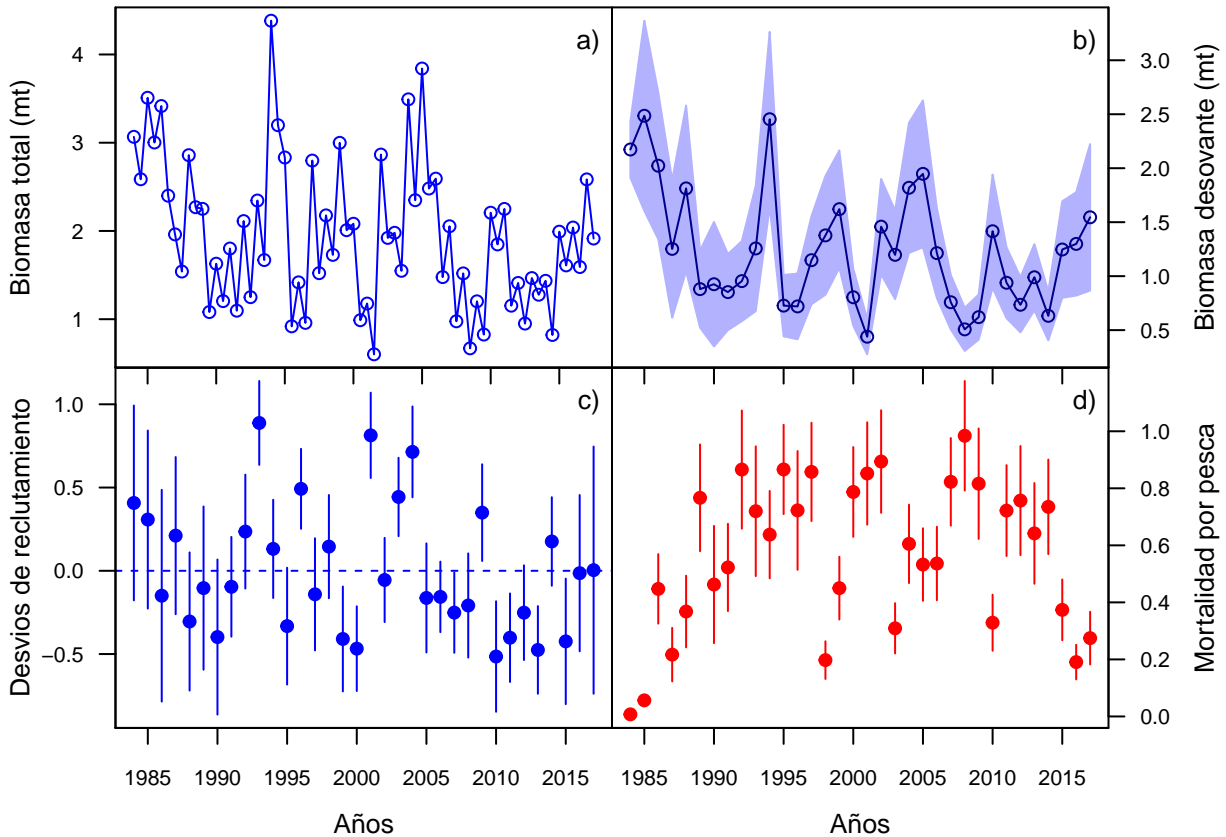 a)
4
3
2
1
Biomasa total (mt)
b)
3.0
2.5
2.0
1.5
1.0
0.5
Biomasa desovante (mt)
c)
1.0
0.5
0.0
−0.5
Desvios de reclutamiento
1985 1990 1995 2000 2005 2010 2015
Años
d)
1.0
0.8
0.6
0.4
0.2
0.0
Mortalidad por pesca
1985 1990 1995 2000 2005 2010 2015
Años